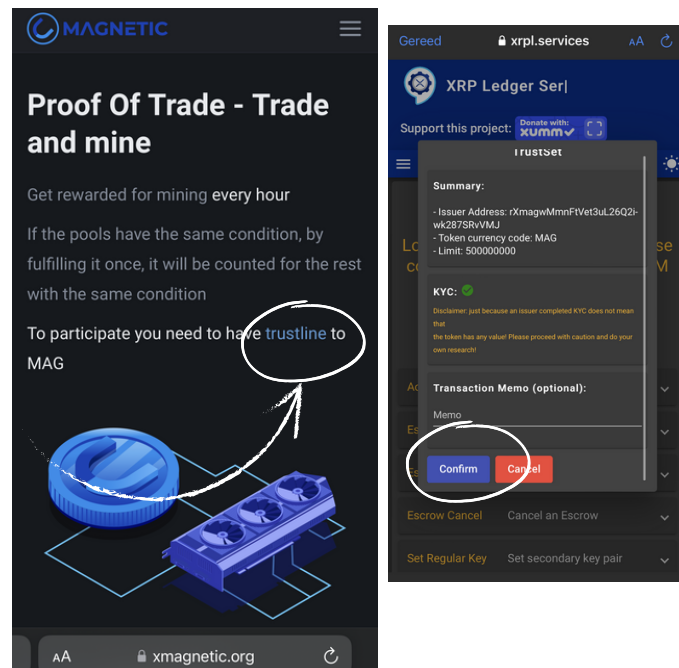 MAGNETIC
Proof Of Trade - Trade
and mine
Get rewarded for mining every hour
If the pools have the same condition, by
fulfilling it once, it will be counted for the rest
with the same condition
To participate you need to have trustline to
MAG
AA xmagnetic.org
Gereed xrpl.services AA
XRP Ledger Ser|
Support this project: Donate with:
xumm
TrustSet
Summary:
- Issuer Address: rXmagwMmnFtVet3uL26Q2i-
wk287SRvVMJ
- Token currency code: MAG
- Limit: 500000000
KYC:
Disclaimer: just because an issuer completed KYC does not mean
that
the token has any value! Please proceed with caution and do your
own research!
Transaction Memo (optional):
Memo
Confirm Cancel
Escrow Cancel Cancel an Escrow
Set Regular Key Set secondary key pair